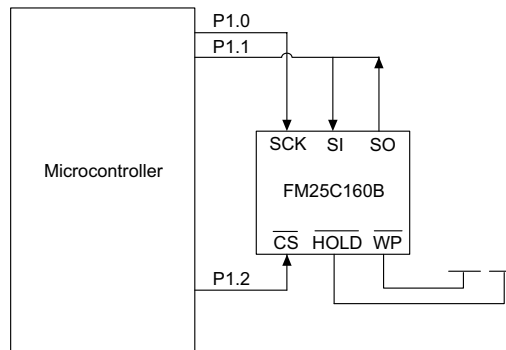 P1.0
P1.1
SCK SI SO
Microcontroller
FM25C160B
CS HOLD WP
P1.2